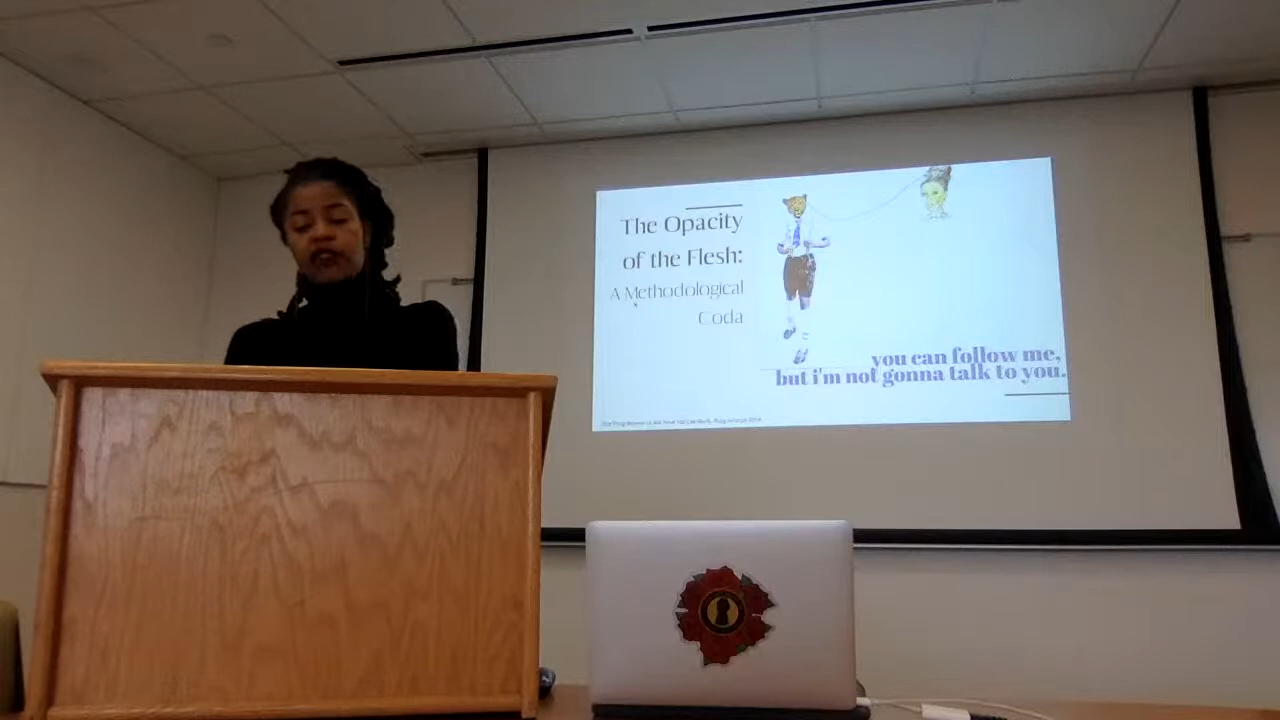 The Opacity
of the Flesh:
A Methodological
Coda
you can follow me,
but i'm not gonna talk to you.